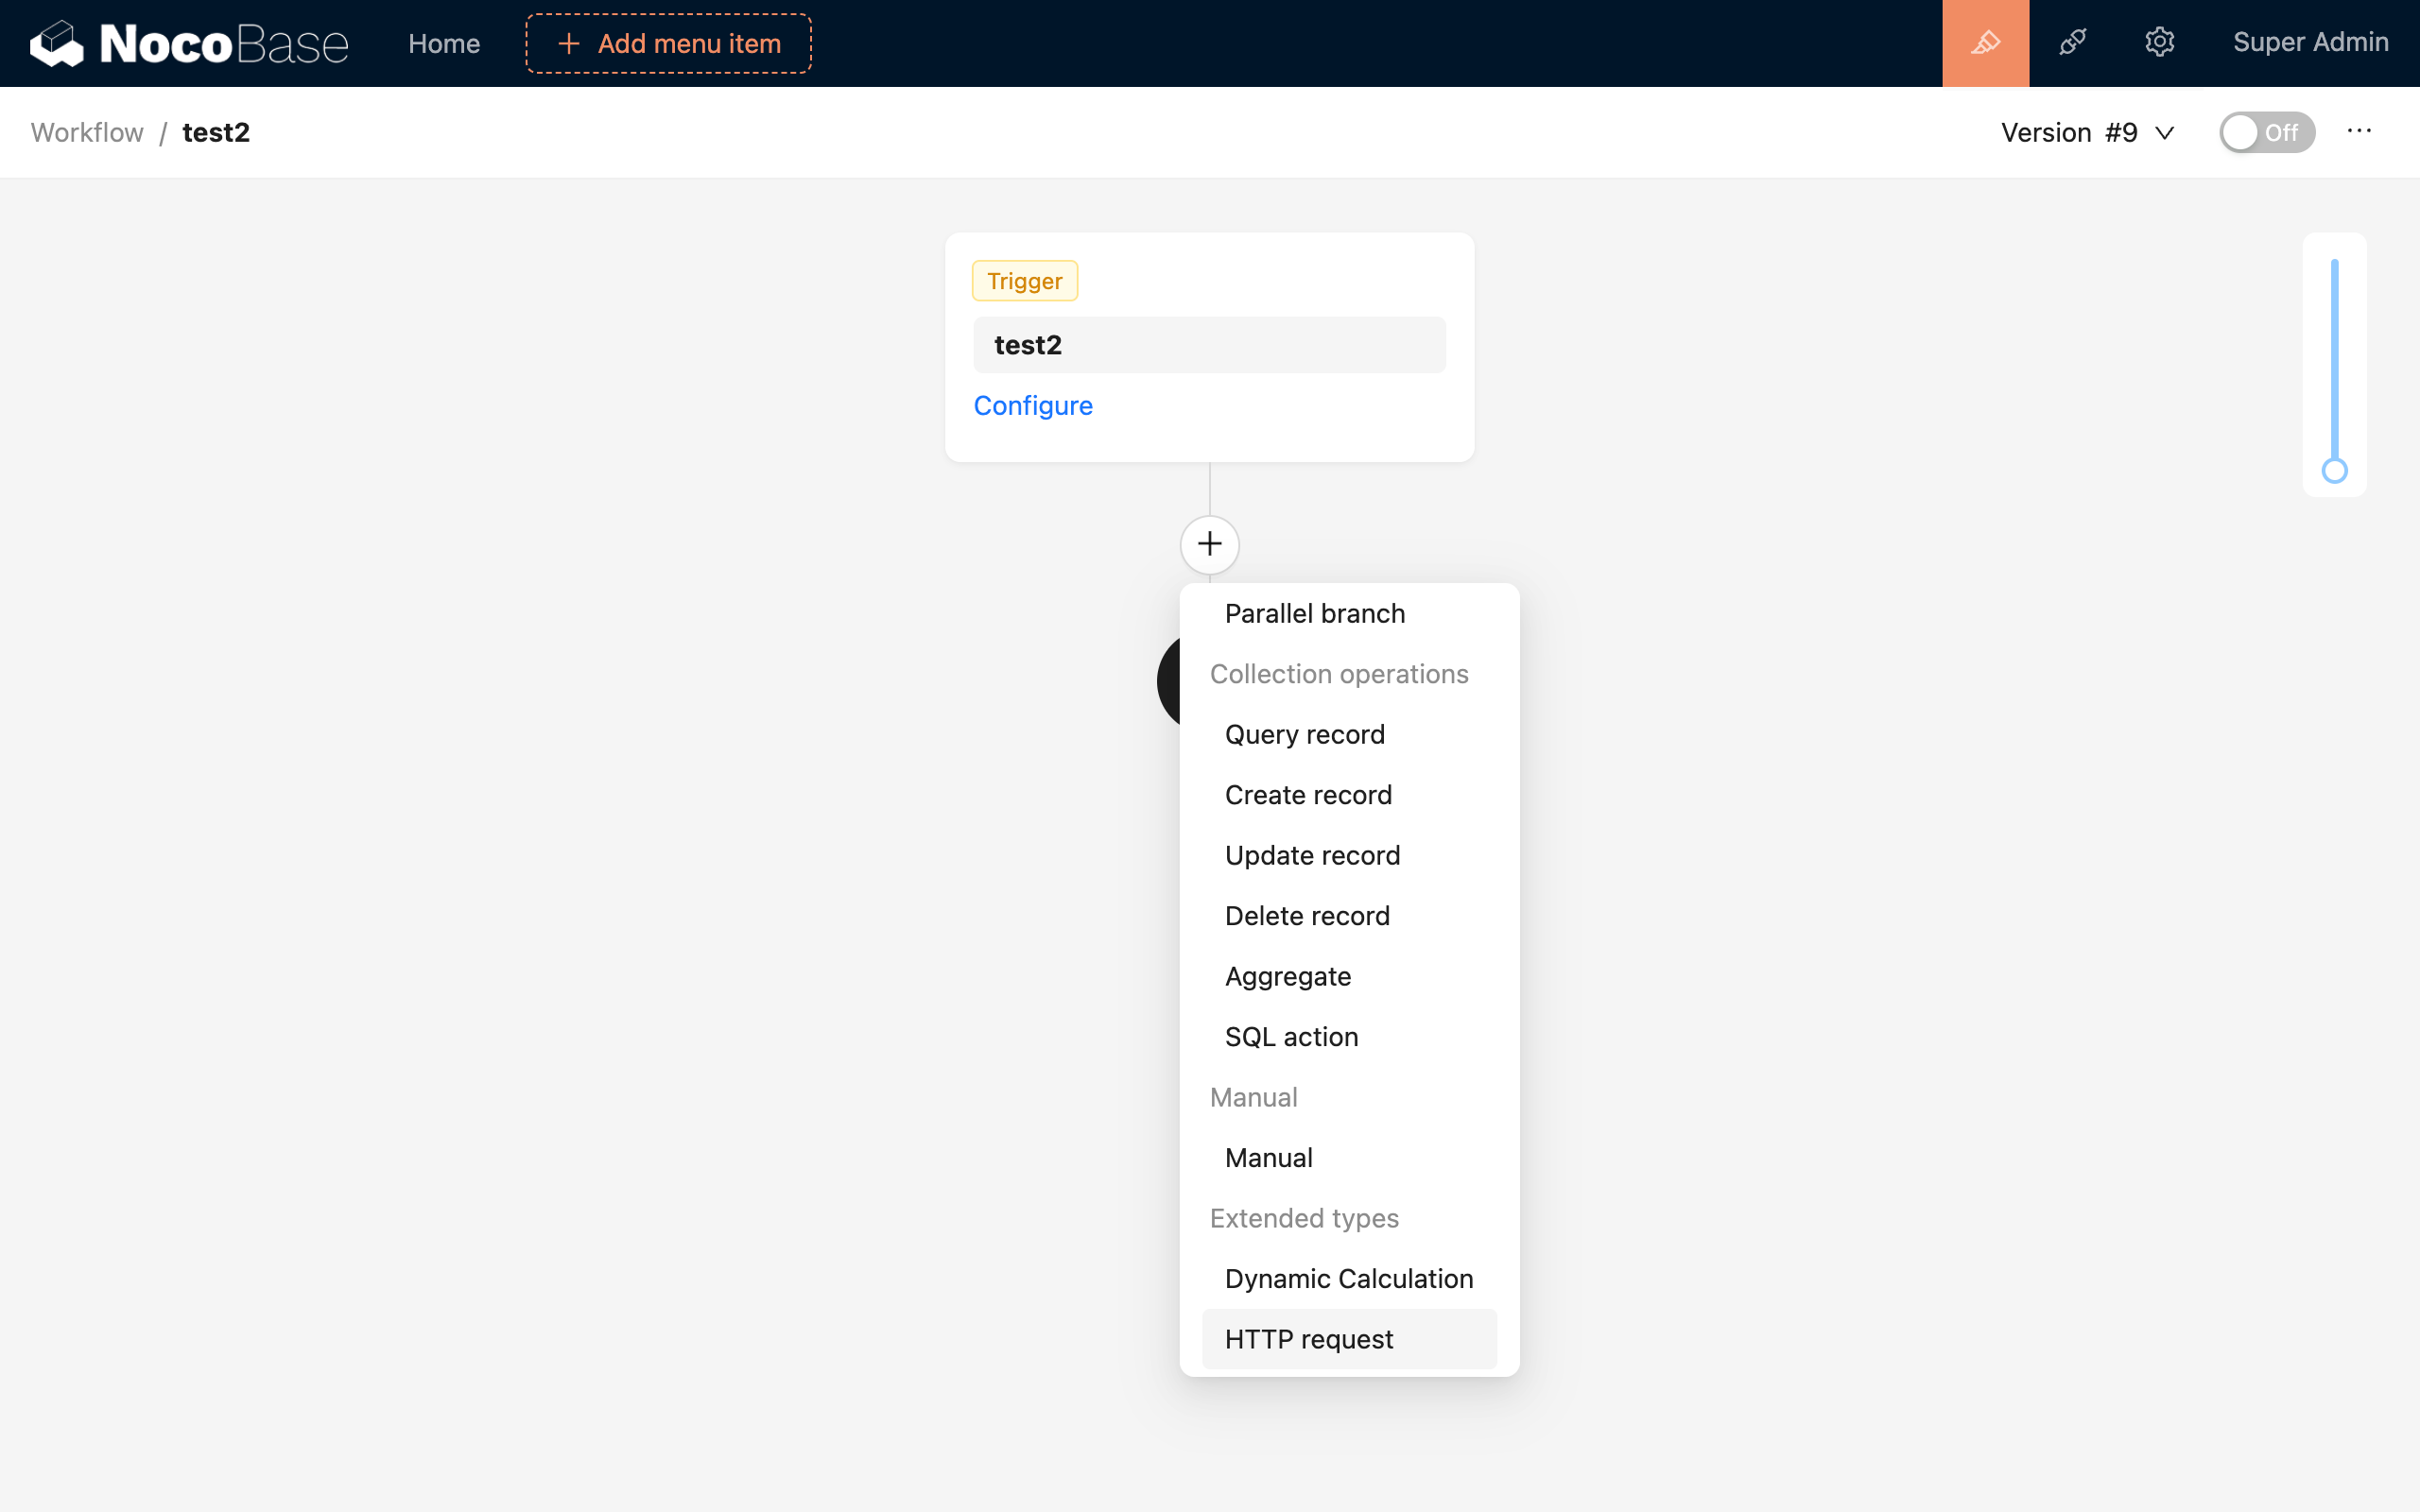 NocoBase Home + Add menu item Super Admin
Workflow / test2 Version #9 Off ···
Trigger
test2
Configure
Parallel branch
Collection operations
Query record
Create record
Update record
Delete record
Aggregate
SQL action
Manual
Manual
Extended types
Dynamic Calculation
HTTP request